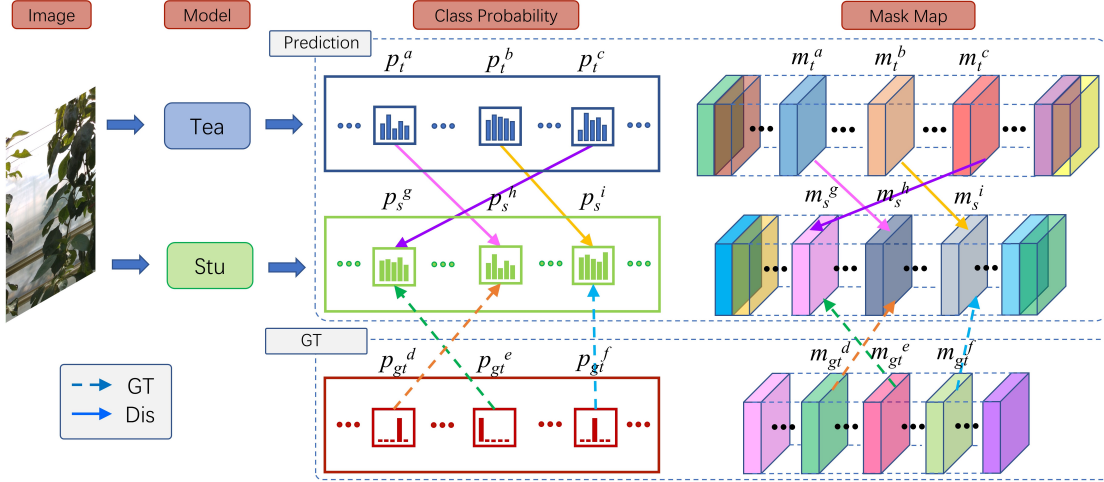 Image Model Class Probability Mask Map
Prediction
p_t^a p_t^b p_t^c m_t^a m_t^b m_t^c
Tea
p_s^g p_s^h p_s^i m_s^g m_s^h m_s^i
Stu
GT
p_gt^d p_gt^e p_gt^f m_gt^d m_gt^e m_gt^f
GT
Dis